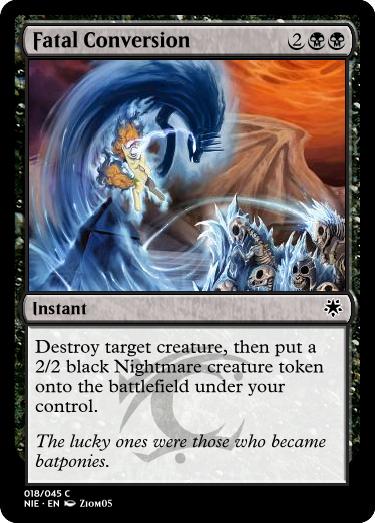 Fatal Conversion 2
Instant
Destroy target creature, then put a
2/2 black Nightmare creature token
onto the battlefield under your
control.
The lucky ones were those who became
batponies.
018/045 C
NIE · EN Ziom05